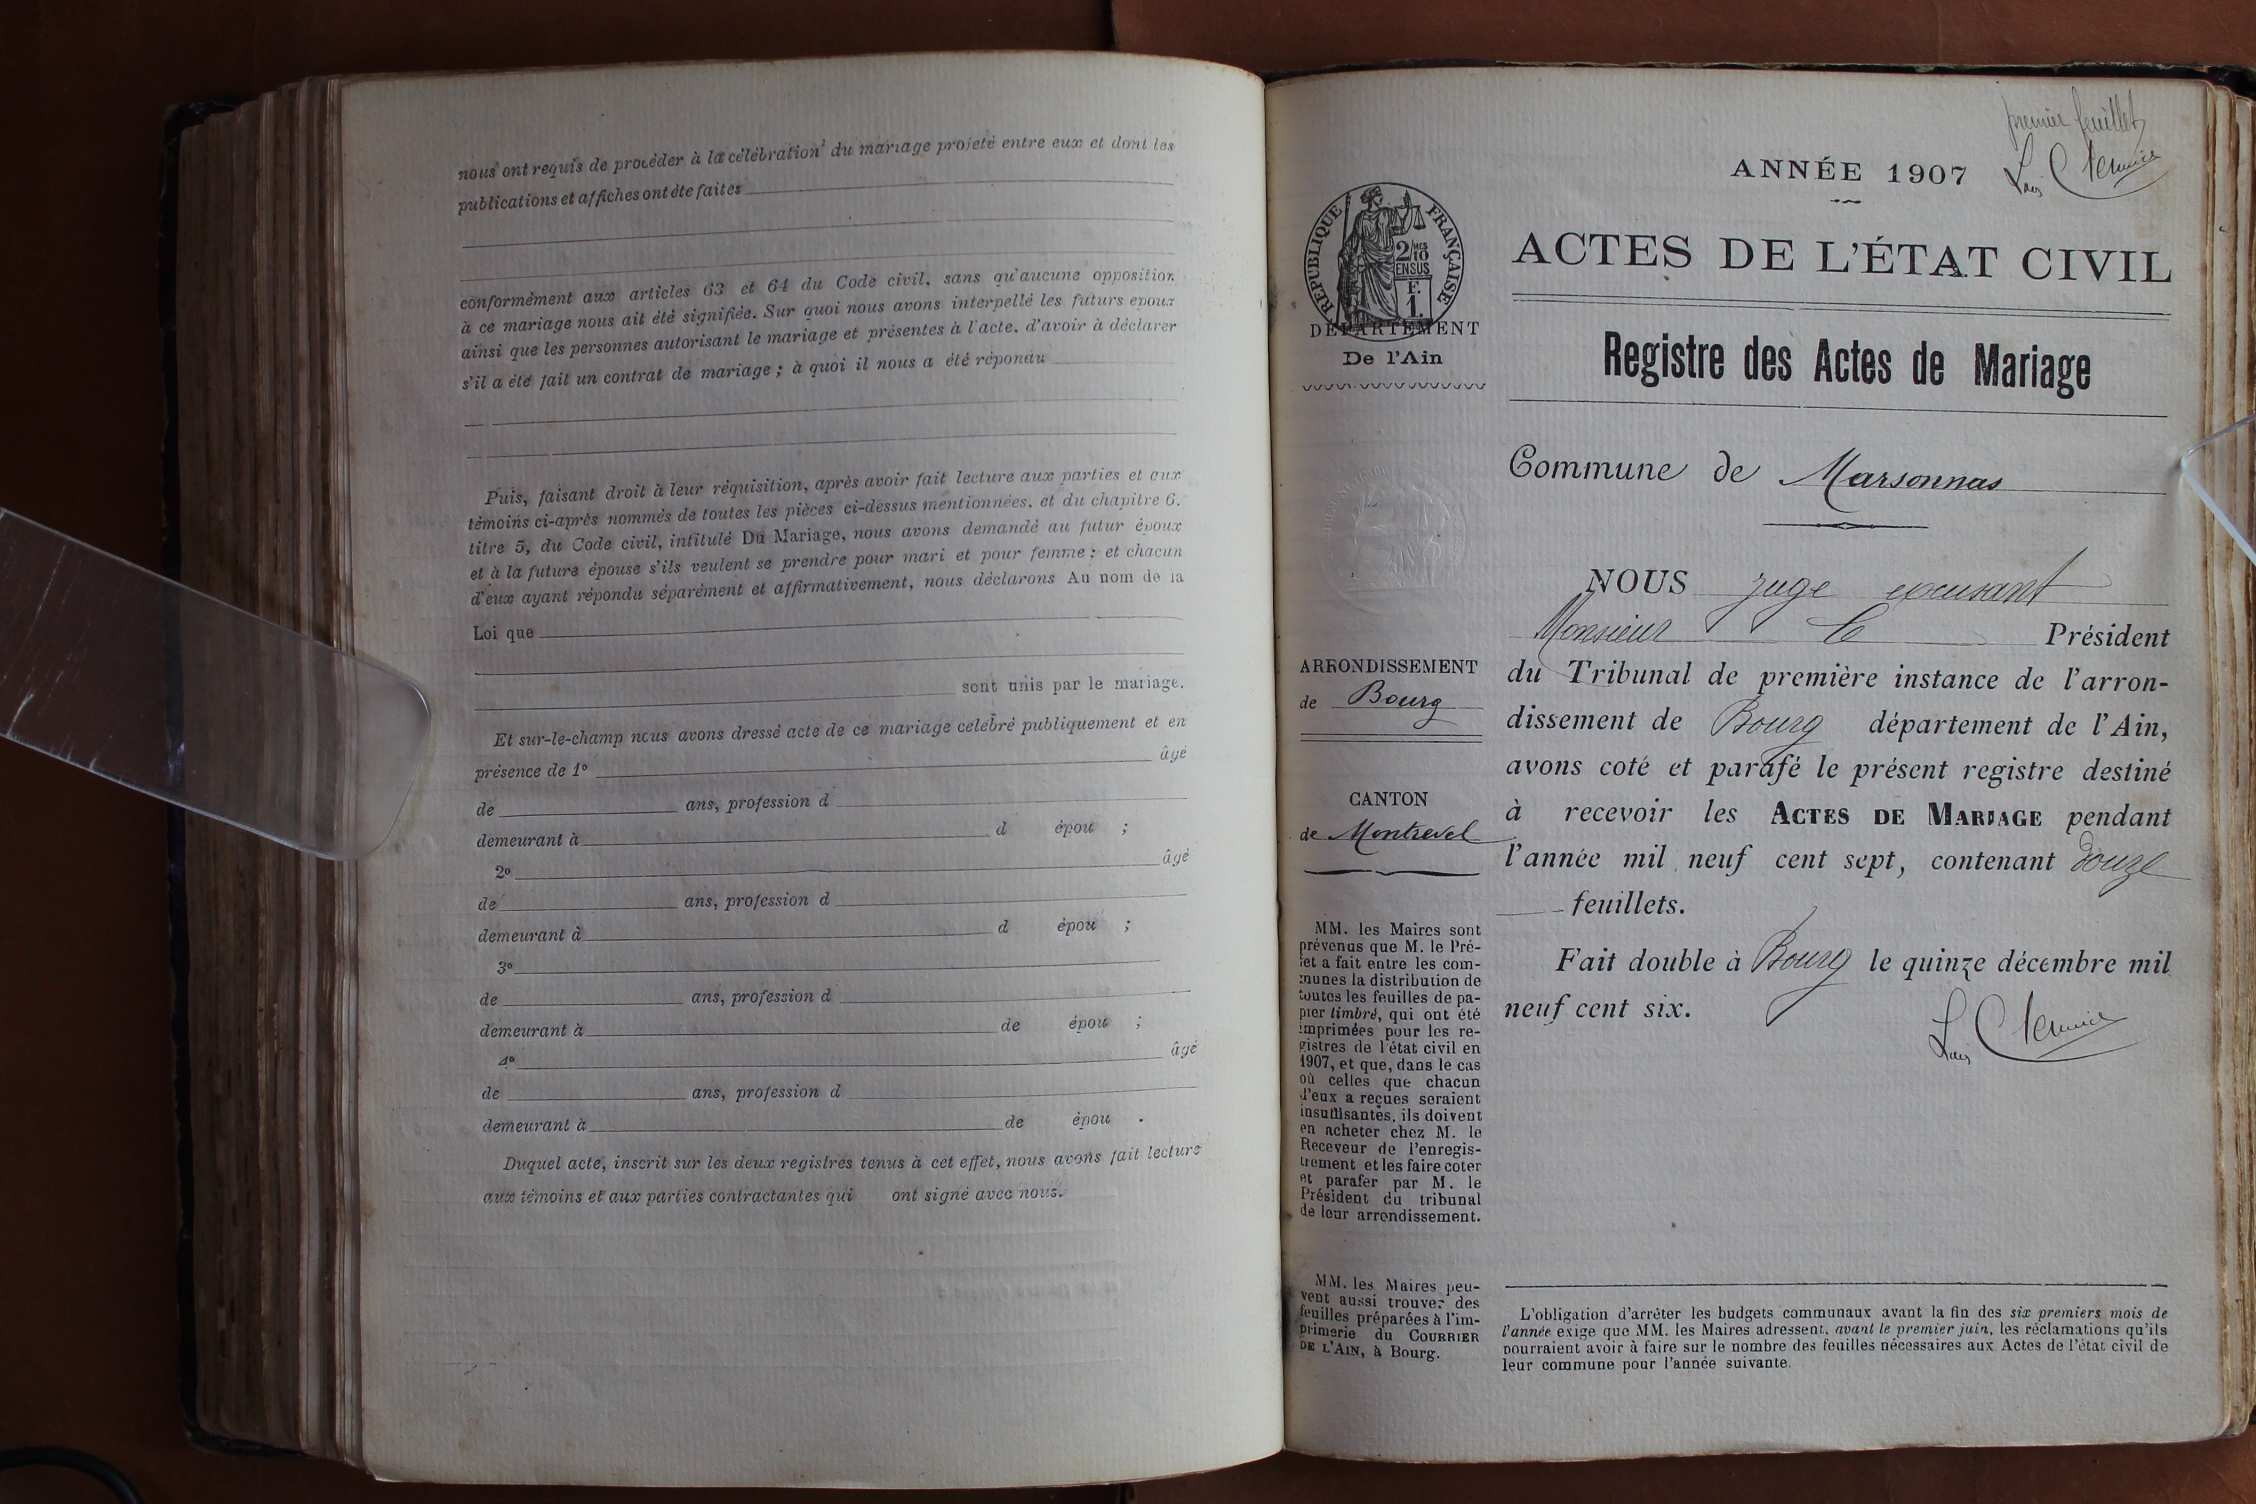 nous ont requis de procéder à la célébration du mariage projeté entre eux et dont les
publications et affiches ont été faites
conformément aux articles 63 et 64 du Code civil, sans qu'aucune opposition
à ce mariage nous ait été signifiée. Sur quoi nous avons interpellé les futurs époux
ainsi que les personnes autorisant le mariage et présentes à l'acte, d'avoir à déclarer
s'il a été fait un contrat de mariage ; à quoi il nous a été répondu
Puis, faisant droit à leur réquisition, après avoir fait lecture aux parties et aux
témoins ci-après nommés de toutes les pièces ci-dessus mentionnées, et du chapitre 6,
titre 5, du Code civil, intitulé Du Mariage, nous avons demandé au futur époux
et à la future épouse s'ils veulent se prendre pour mari et pour femme ; et chacun
d'eux ayant répondu séparément et affirmativement, nous déclarons Au nom de la
Loi que
sont unis par le mariage.
Et sur-le-champ nous avons dressé acte de ce mariage célébré publiquement et en
présence de 1° âgé
de ans, profession d
demeurant à d épou ;
2° âgé
de ans, profession d
demeurant à d épou ;
3°
de ans, profession d
demeurant à de épou ;
4° âgé
de ans, profession d
demeurant à de épou .
Duquel acte, inscrit sur les deux registres tenus à cet effet, nous avons fait lecture
aux témoins et aux parties contractantes qui ont signé avec nous.
premier feuillet
ANNÉE 1907
RÉPUBLIQUE FRANÇAISE
2/10 MES
EN SUS
F.
1.
DÉPARTEMENT
De l'Ain
ARRONDISSEMENT
de Bourg
CANTON
de Montrevel
MM. les Maires sont
prévenus que M. le Pré-
fet a fait entre les com-
munes la distribution de
toutes les feuilles de pa-
pier timbré, qui ont été
imprimées pour les re-
gistres de l'état civil en
1907, et que, dans le cas
où celles que chacun
d'eux a reçues seraient
insuffisantes, ils doivent
en acheter chez M. le
Receveur de l'enregis-
trement et les faire coter
et parafer par M. le
Président du tribunal
de leur arrondissement.
MM. les Maires peu-
vent aussi trouver des
feuilles préparées à l'im-
primerie du COURRIER
DE L'AIN, à Bourg.
ACTES DE L'ÉTAT CIVIL
Registre des Actes de Mariage
Commune de Marsonnas
NOUS juge excusant
Monsieur le Président
du Tribunal de première instance de l'arron-
dissement de Bourg département de l'Ain,
avons coté et parafé le présent registre destiné
à recevoir les ACTES DE MARIAGE pendant
l'année mil neuf cent sept, contenant douze
feuillets.
Fait double à Bourg le quinze décembre mil
neuf cent six.
L'obligation d'arrêter les budgets communaux avant la fin des six premiers mois de
l'année exige que MM. les Maires adressent, avant le premier juin, les réclamations qu'ils
pourraient avoir à faire sur le nombre des feuilles nécessaires aux Actes de l'état civil de
leur commune pour l'année suivante.